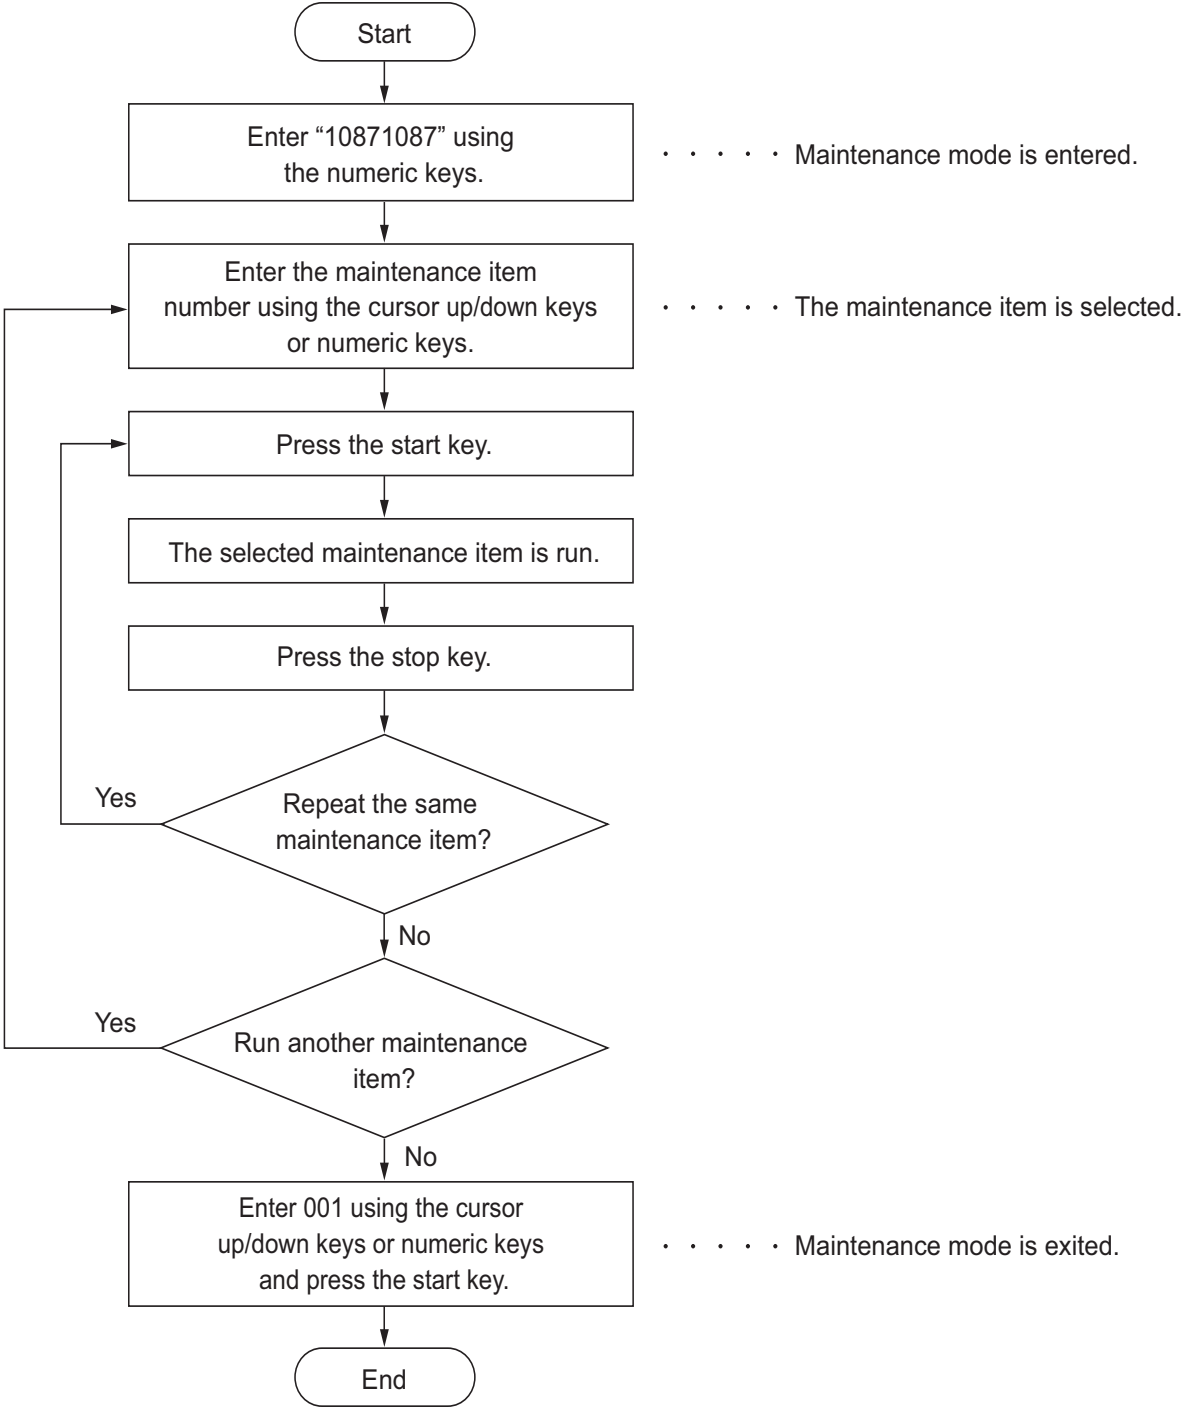 Start
Enter “10871087” using
the numeric keys.
· · · · · Maintenance mode is entered.
Enter the maintenance item
number using the cursor up/down keys
or numeric keys.
· · · · · The maintenance item is selected.
Press the start key.
The selected maintenance item is run.
Press the stop key.
Yes
Repeat the same
maintenance item?
No
Yes
Run another maintenance
item?
No
Enter 001 using the cursor
up/down keys or numeric keys
and press the start key.
· · · · · Maintenance mode is exited.
End